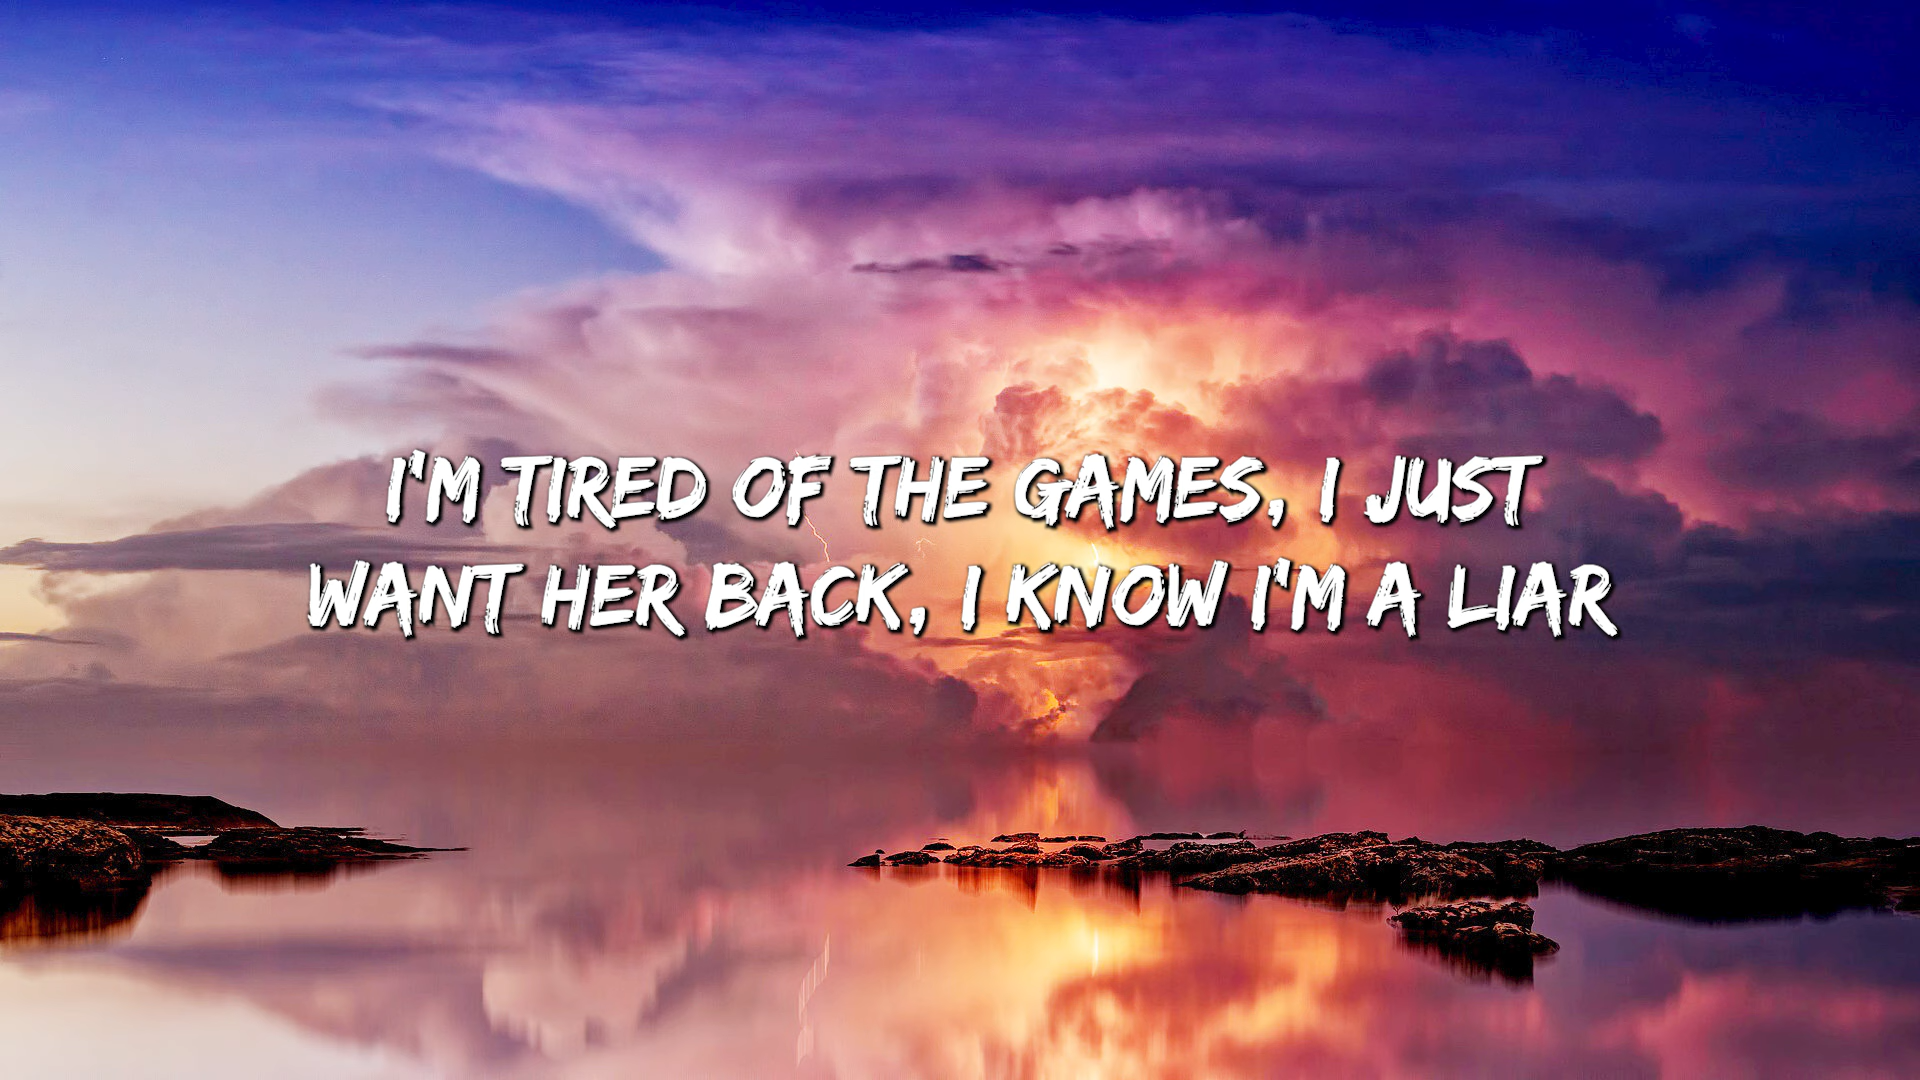 I'M TIRED OF THE GAMES, I JUST
WANT HER BACK, I KNOW I'M A LIAR